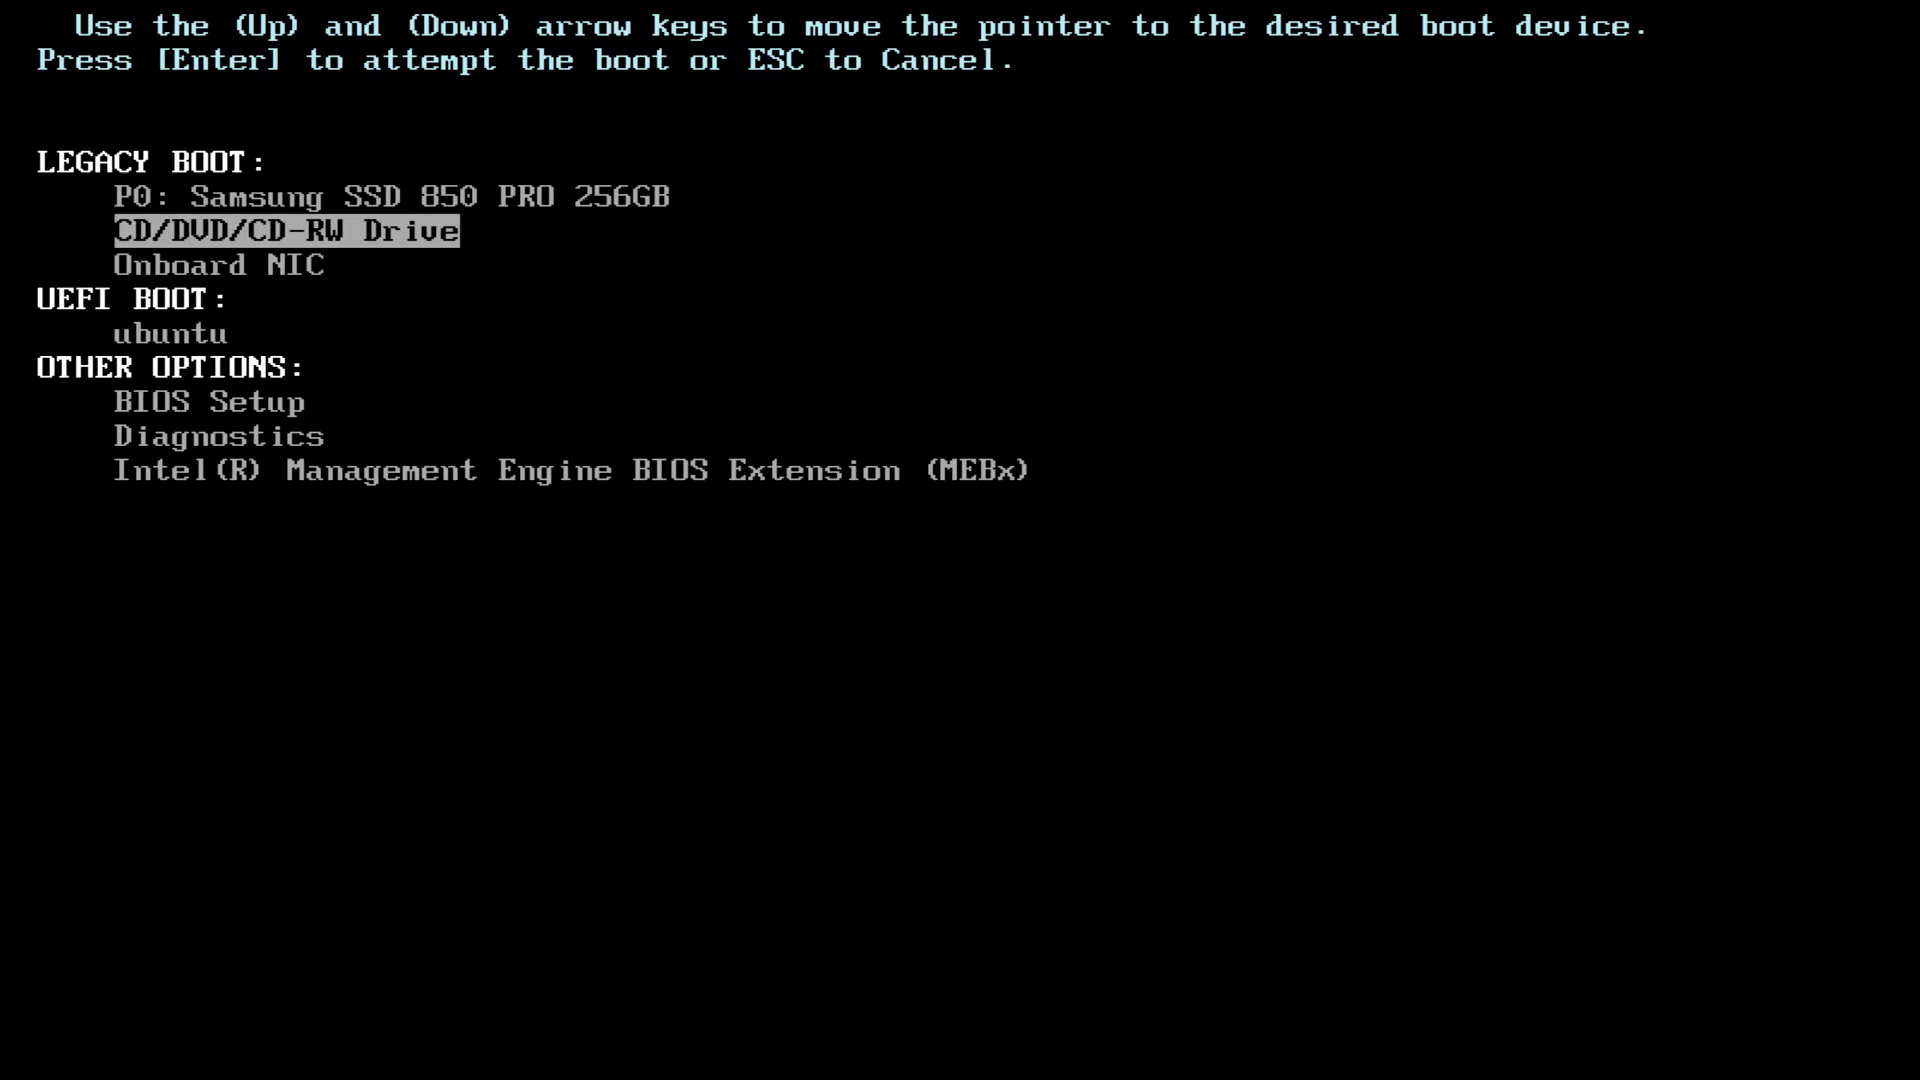 Use the (Up) and (Down) arrow keys to move the pointer to the desired boot device.
Press [Enter] to attempt the boot or ESC to Cancel.
LEGACY BOOT:
P0: Samsung SSD 850 PRO 256GB
CD/DVD/CD-RW Drive
Onboard NIC
UEFI BOOT:
ubuntu
OTHER OPTIONS:
BIOS Setup
Diagnostics
Intel(R) Management Engine BIOS Extension (MEBx)